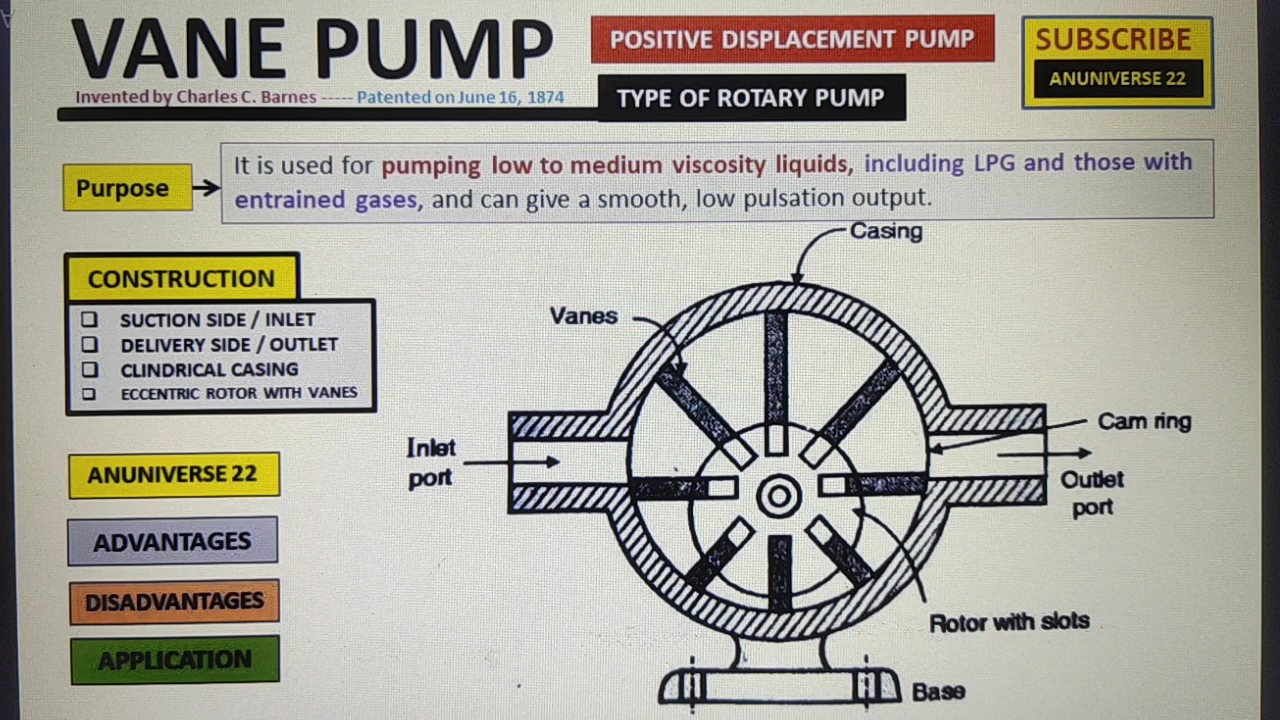 VANE PUMP
Invented by Charles C. Barnes ----- Patented on June 16, 1874
POSITIVE DISPLACEMENT PUMP
TYPE OF ROTARY PUMP
SUBSCRIBE
ANUNIVERSE 22
Purpose
It is used for pumping low to medium viscosity liquids, including LPG and those with
entrained gases, and can give a smooth, low pulsation output.
CONSTRUCTION
SUCTION SIDE / INLET
DELIVERY SIDE / OUTLET
CLINDRICAL CASING
ECCENTRIC ROTOR WITH VANES
ANUNIVERSE 22
ADVANTAGES
DISADVANTAGES
APPLICATION
Casing
Vanes
Inlet
port
Cam ring
Outlet
port
Rotor with slots
Base